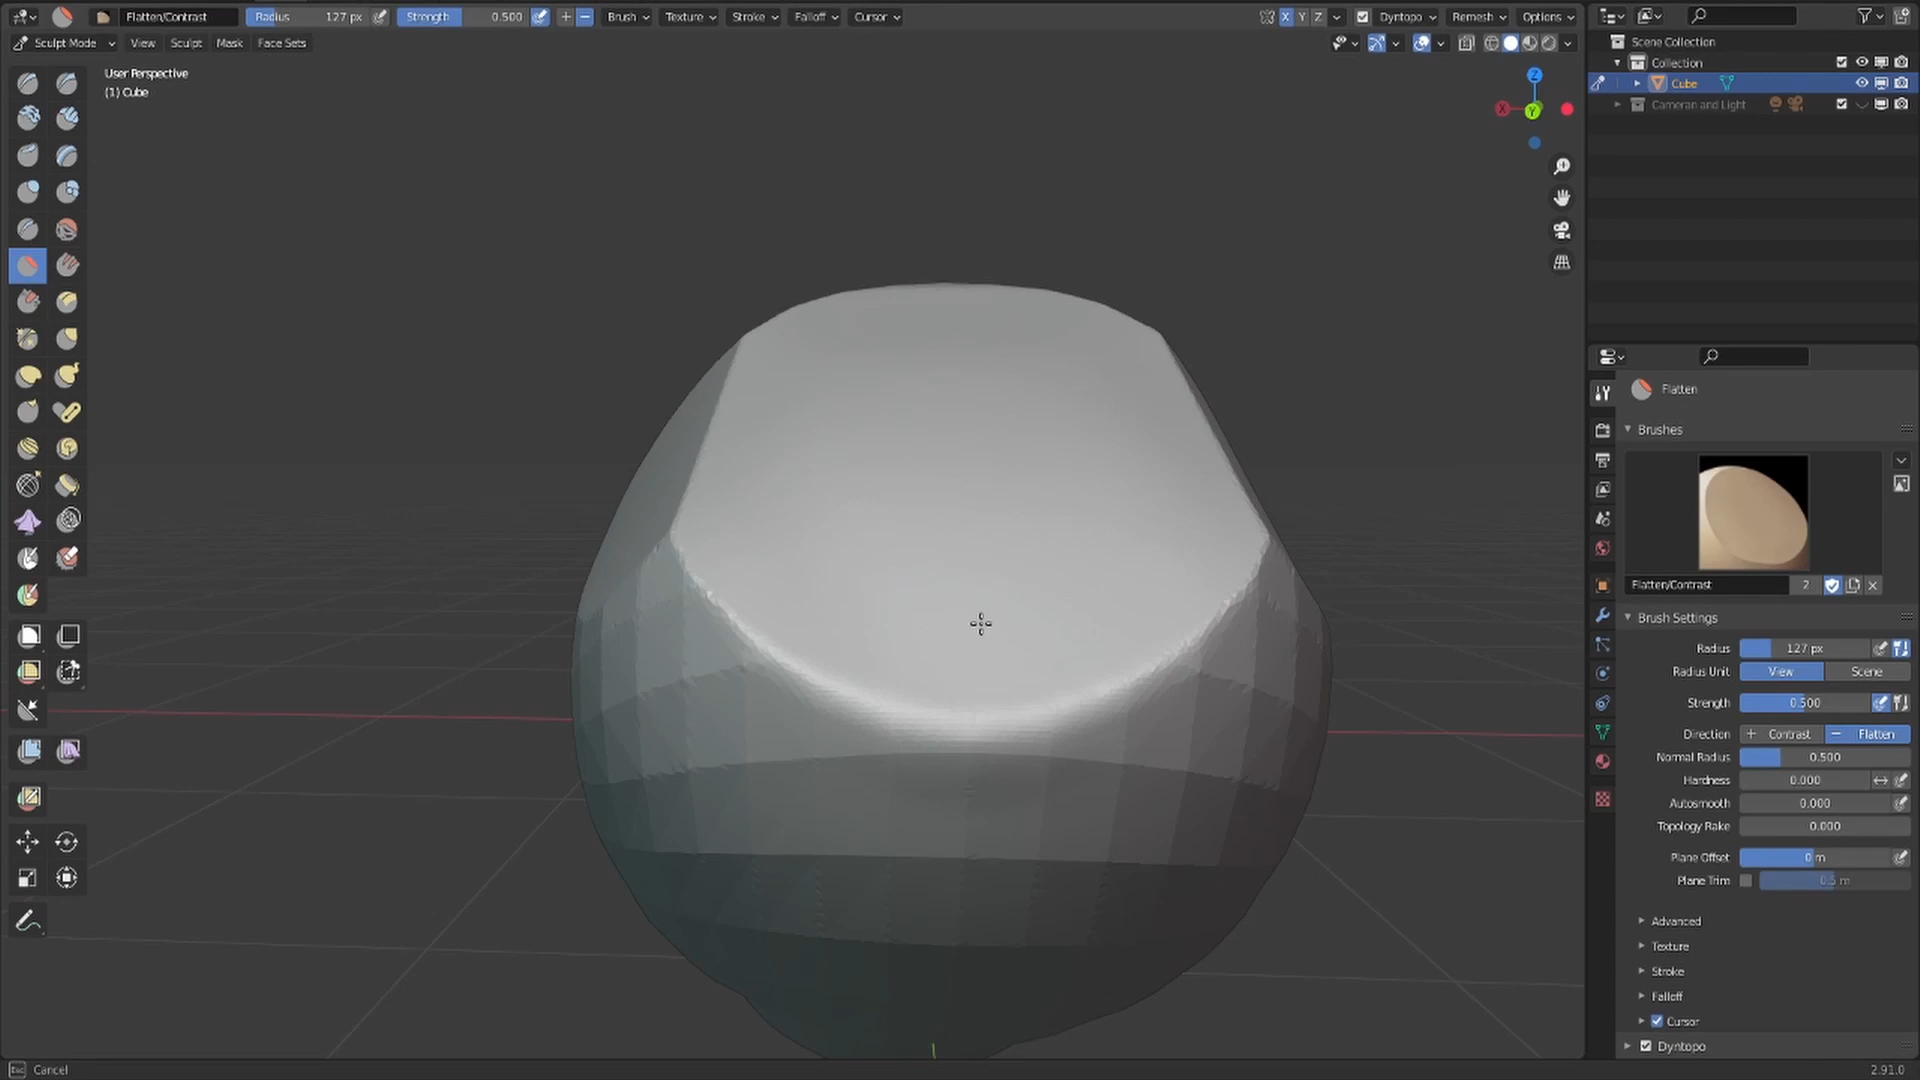 Flatten/Contrast Radius 127 px Strength 0.500 Brush Texture Stroke Falloff Cursor X Y Z Dyntopo Remesh Options
Sculpt Mode View Sculpt Mask Face Sets
User Perspective
(1) Cube
Z
X
Y
Scene Collection
Collection
Cube
Cameran and Light
Flatten
Brushes
Flatten/Contrast 2
Brush Settings
Radius 127 px
Radius Unit View Scene
Strength 0.500
Direction + Contrast − Flatten
Normal Radius 0.500
Hardness 0.000
Autosmooth 0.000
Topology Rake 0.000
Plane Offset 0 m
Plane Trim 0.5 m
Advanced
Texture
Stroke
Falloff
Cursor
Dyntopo
Esc Cancel
2.91.0